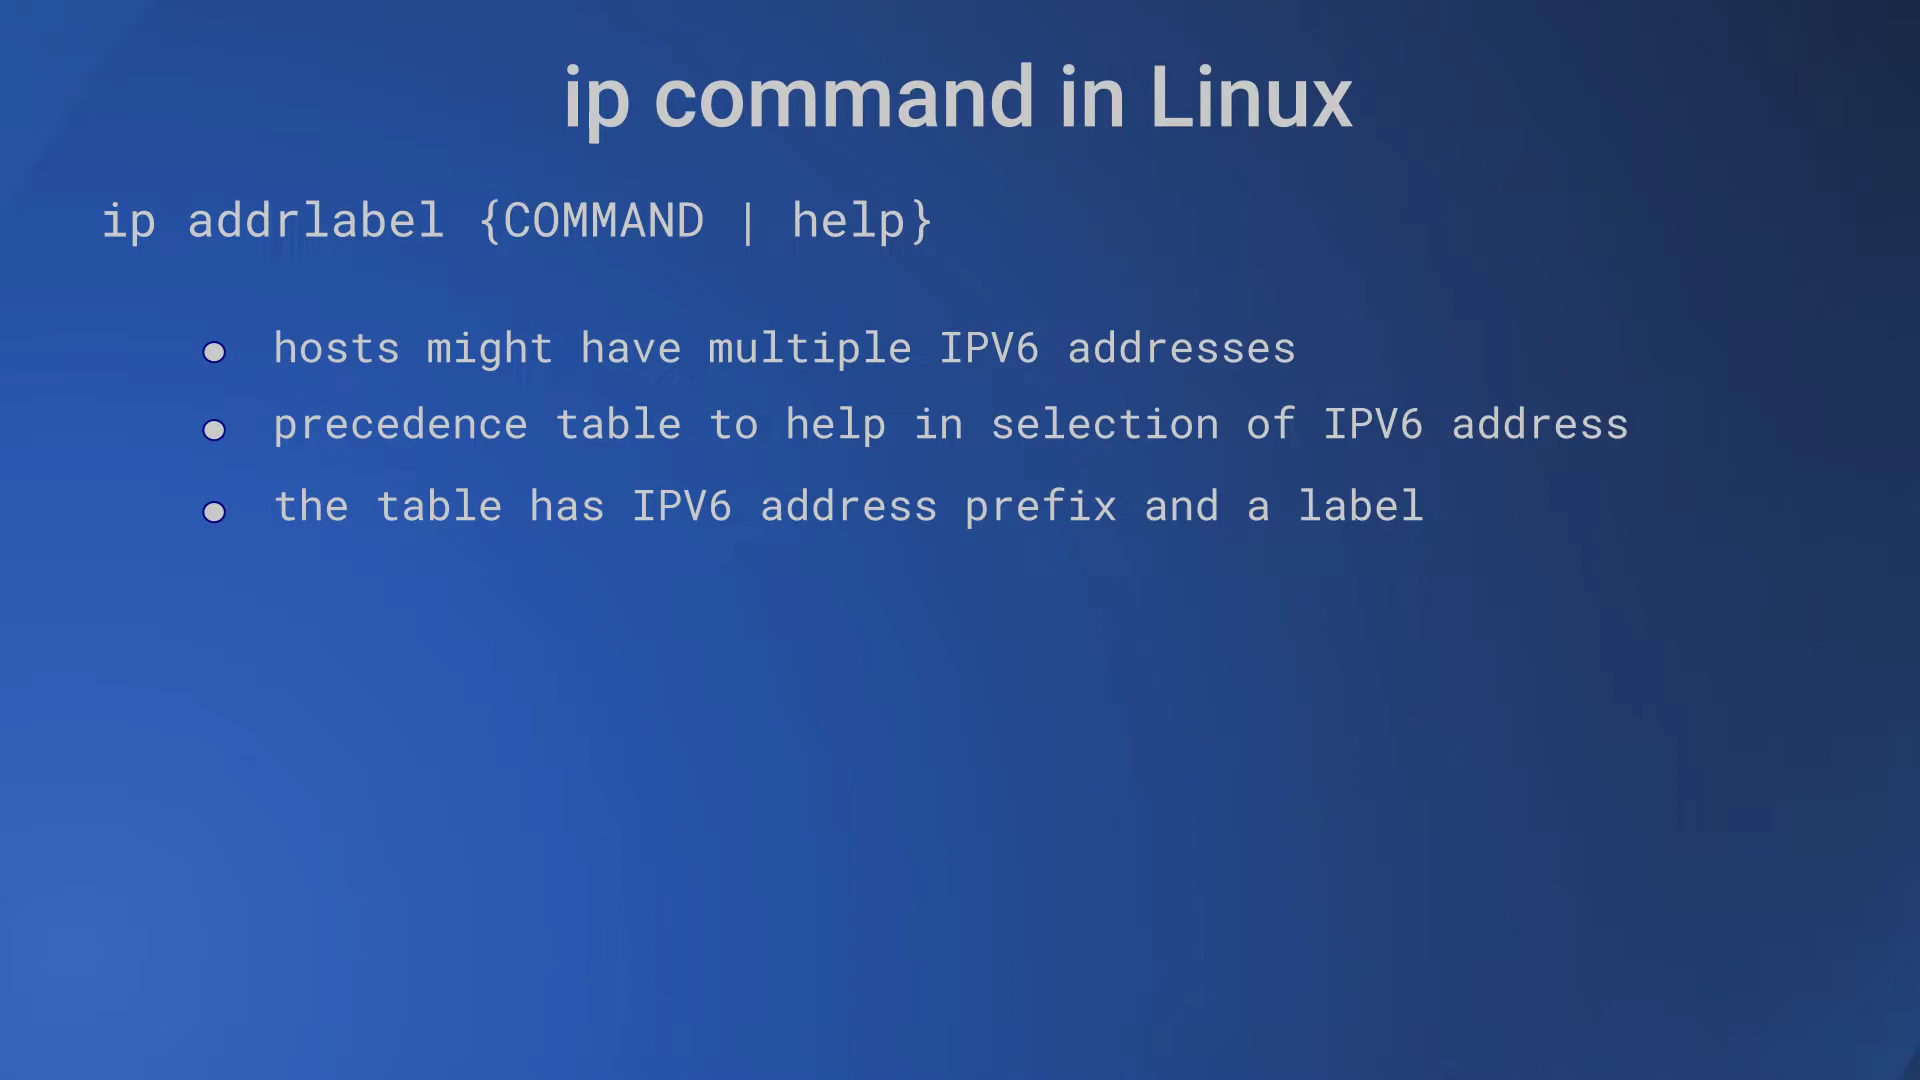 ip command in Linux
ip addrlabel {COMMAND | help}
hosts might have multiple IPV6 addresses
precedence table to help in selection of IPV6 address
the table has IPV6 address prefix and a label